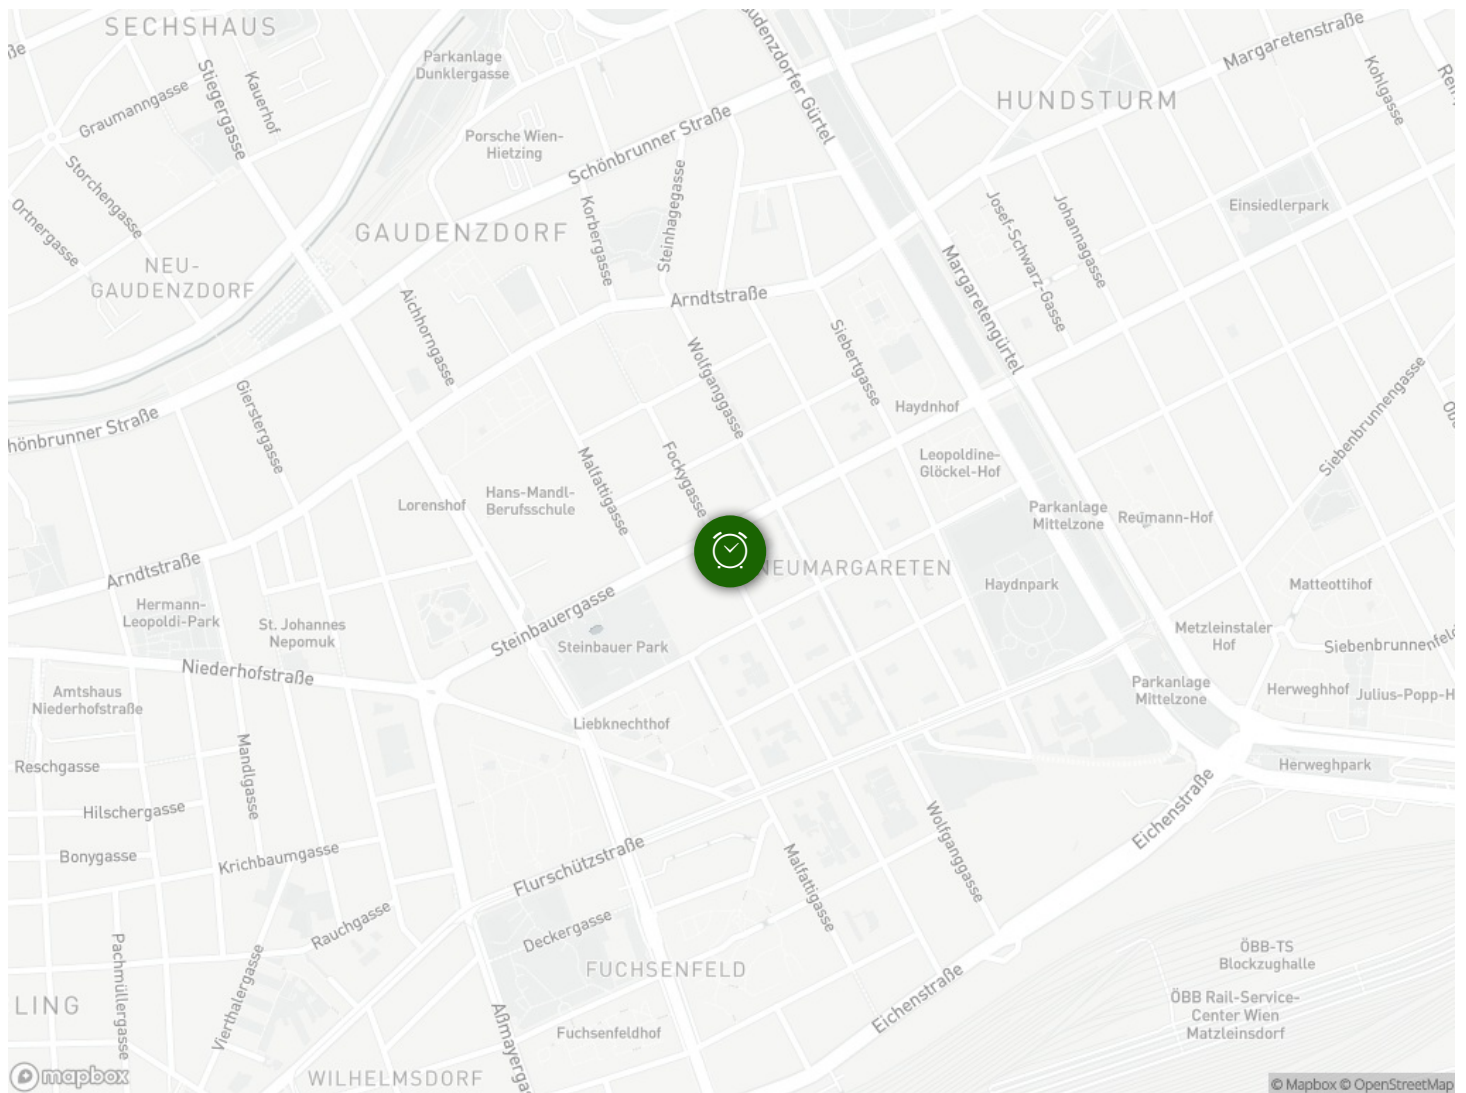 SECHSHAUS
Stiegergasse
Kauerhof
Graumanngasse
Storchengasse
Ortnergasse
Parkanlage
Dunklergasse
Porsche Wien-
Hietzing
Gaudenzdorfer Gürtel
Margaretenstraße
Kohlgasse
HUNDSTURM
Schönbrunner Straße
Korbergasse
Steinhagegasse
GAUDENZDORF
NEU-
GAUDENZDORF
Josef-Schwarz-Gasse
Johannagasse
Einsiedlerpark
Margaretengürtel
Arndtstraße
Aichhorngasse
Wolfganggasse
Siebertgasse
Haydnhof
Siebenbrunnengasse
hönbrunner Straße
Gierstergasse
Malfattigasse
Fockygasse
Leopoldine-
Glöckel-Hof
Lorenshof
Hans-Mandl-
Berufsschule
Parkanlage
Mittelzone
Reumann-Hof
Arndtstraße
NEUMARGARETEN
Haydnpark
Matteottihof
Hermann-
Leopoldi-Park
St. Johannes
Nepomuk
Steinbauergasse
Steinbauer Park
Metzleinstaler
Hof
Siebenbrunnenfeld
Niederhofstraße
Amtshaus
Niederhofstraße
Parkanlage
Mittelzone
Herweghhof
Julius-Popp-H
Liebknechthof
Reschgasse
Mandlgasse
Herweghpark
Hilschergasse
Eichenstraße
Bonygasse
Krichbaumgasse
Flurschützstraße
Malfattigasse
Wolfganggasse
Rauchgasse
Deckergasse
Pachmüllergasse
Vierthalergasse
FUCHSENFELD
Eichenstraße
ÖBB-TS
Blockzughalle
LING
Aßmayerga
Fuchsenfeldhof
ÖBB Rail-Service-
Center Wien
Matzleinsdorf
WILHELMSDORF
mapbox
© Mapbox © OpenStreetMap